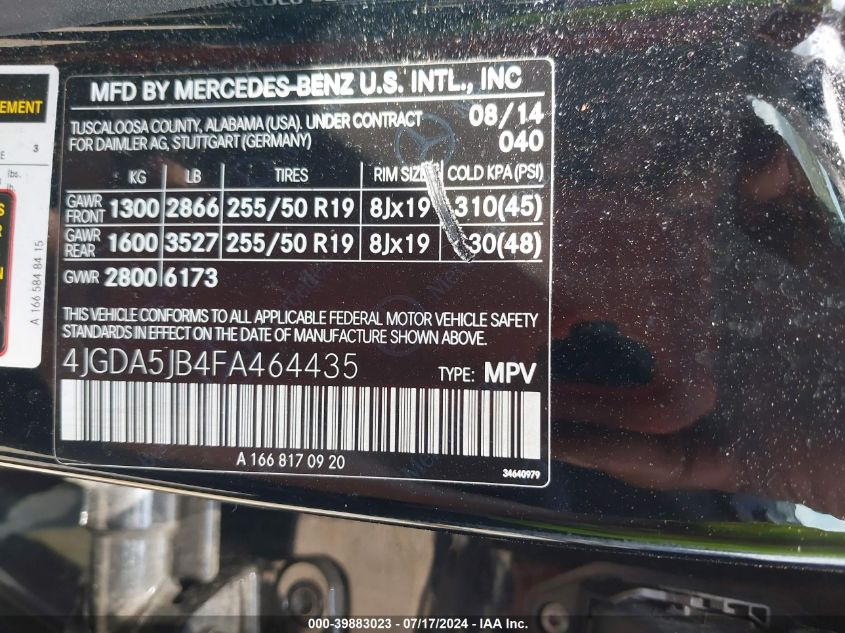 MFD BY MERCEDES-BENZ U.S. INTL., INC
TUSCALOOSA COUNTY, ALABAMA (USA). UNDER CONTRACT 08/14
FOR DAIMLER AG, STUTTGART (GERMANY) 040
KG LB TIRES RIM SIZE COLD KPA (PSI)
GAWR FRONT 1300 2866 255/50 R19 8Jx19 310(45)
GAWR REAR 1600 3527 255/50 R19 8Jx19 30(48)
GVWR 2800 6173
THIS VEHICLE CONFORMS TO ALL APPLICABLE FEDERAL MOTOR VEHICLE SAFETY
STANDARDS IN EFFECT ON THE DATE OF MANUFACTURE SHOWN ABOVE.
4JGDA5JB4FA464435 TYPE: MPV
A 166 817 09 20
34640979
3
lbs.
lb.
A 166 584 84 15
000-39883023 - 07/17/2024 - IAA Inc.